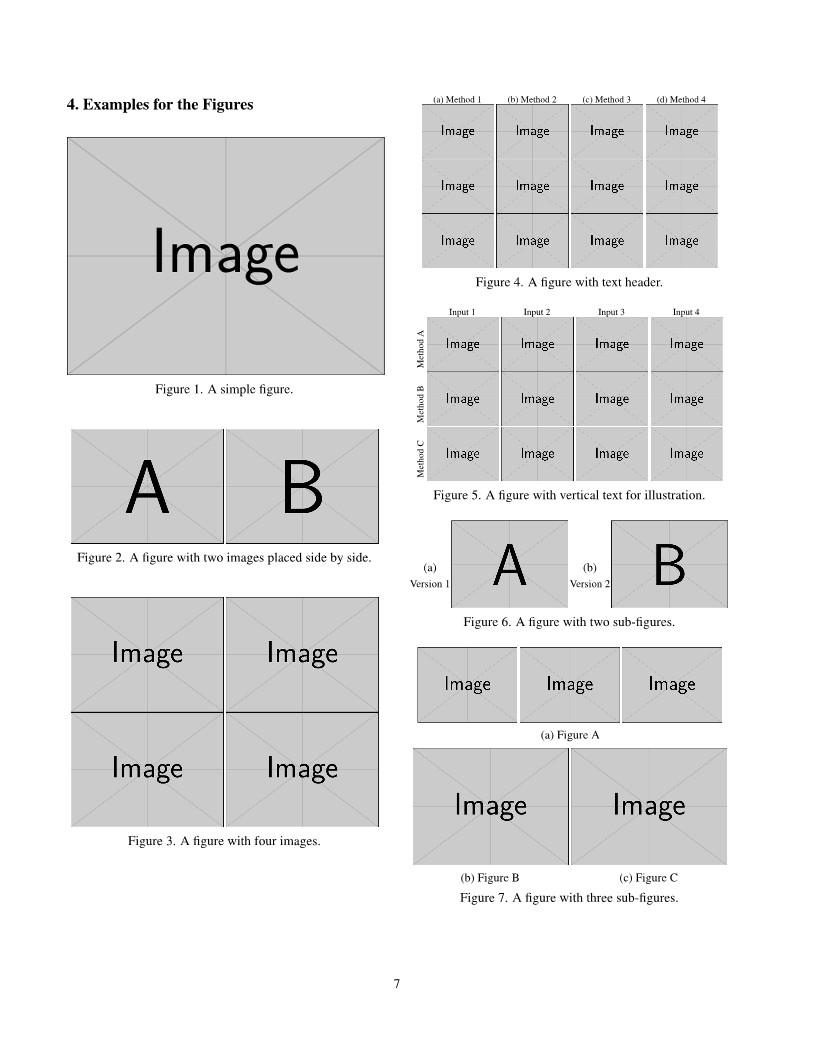 4. Examples for the Figures
Image
Figure 1. A simple figure.
A B
Figure 2. A figure with two images placed side by side.
Image Image
Image Image
Figure 3. A figure with four images.
(a) Method 1 (b) Method 2 (c) Method 3 (d) Method 4
Image Image Image Image
Image Image Image Image
Image Image Image Image
Figure 4. A figure with text header.
Input 1 Input 2 Input 3 Input 4
Method A Image Image Image Image
Method B Image Image Image Image
Method C Image Image Image Image
Figure 5. A figure with vertical text for illustration.
(a) A (b) B
Version 1 Version 2
Figure 6. A figure with two sub-figures.
Image Image Image
(a) Figure A
Image Image
(b) Figure B (c) Figure C
Figure 7. A figure with three sub-figures.
7